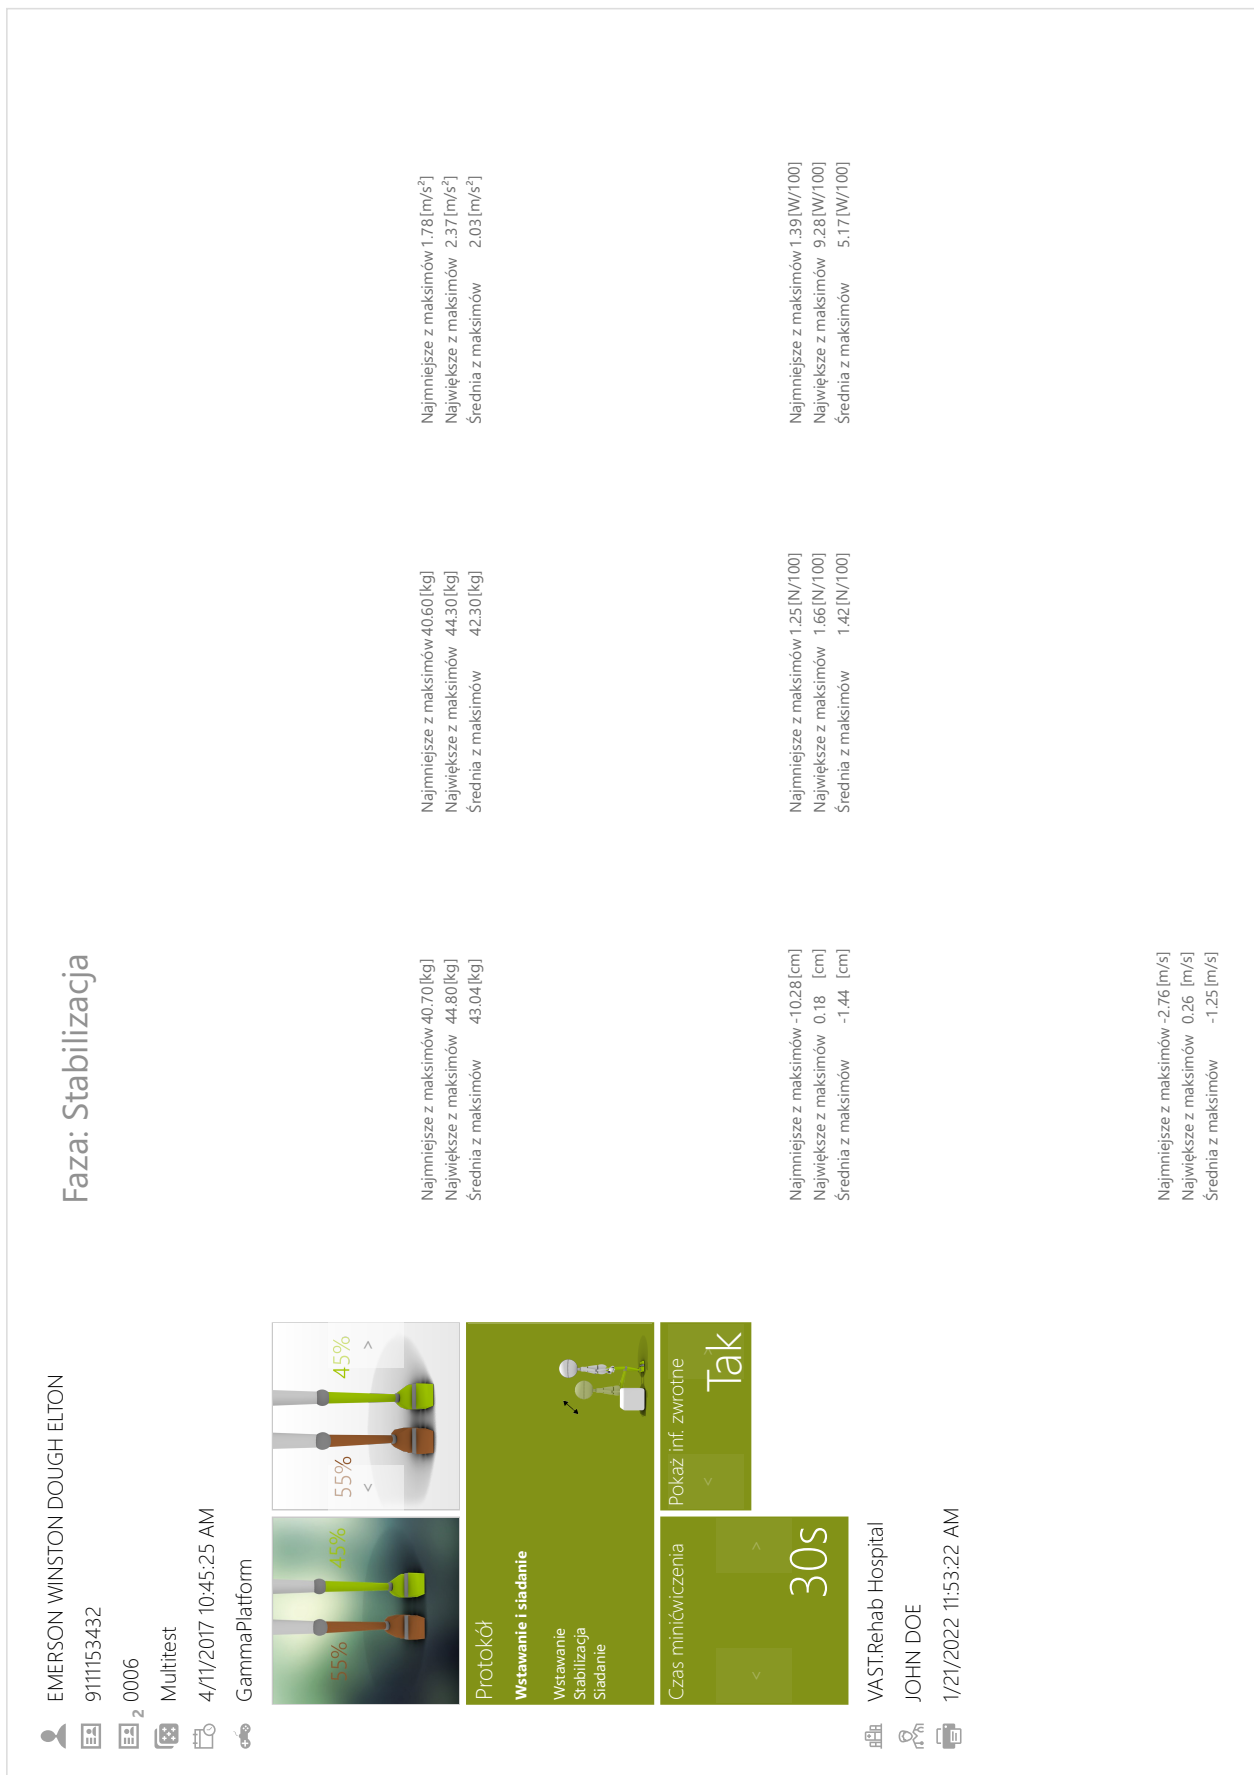 EMERSON WINSTON DOUGH ELTON
9111153432
2 0006
Multitest
4/11/2017 10:45:25 AM
GammaPlatform
55% 45%
55% 45%
< >
Protokół
Wstawanie i siadanie
Wstawanie
Stabilizacja
Siadanie
Czas minićwiczenia
< >
30s
Pokaż inf. zwrotne
< >
Tak
VAST.Rehab Hospital
JOHN DOE
1/21/2022 11:53:22 AM
Faza: Stabilizacja
Najmniejsze z maksimów 40.70 [kg]
Największe z maksimów 44.80 [kg]
Średnia z maksimów 43.04 [kg]
Najmniejsze z maksimów 40.60 [kg]
Największe z maksimów 44.30 [kg]
Średnia z maksimów 42.30 [kg]
Najmniejsze z maksimów 1.78 [m/s²]
Największe z maksimów 2.37 [m/s²]
Średnia z maksimów 2.03 [m/s²]
Najmniejsze z maksimów -10.28 [cm]
Największe z maksimów 0.18 [cm]
Średnia z maksimów -1.44 [cm]
Najmniejsze z maksimów 1.25 [N/100]
Największe z maksimów 1.66 [N/100]
Średnia z maksimów 1.42 [N/100]
Najmniejsze z maksimów 1.39 [W/100]
Największe z maksimów 9.28 [W/100]
Średnia z maksimów 5.17 [W/100]
Najmniejsze z maksimów -2.76 [m/s]
Największe z maksimów 0.26 [m/s]
Średnia z maksimów -1.25 [m/s]